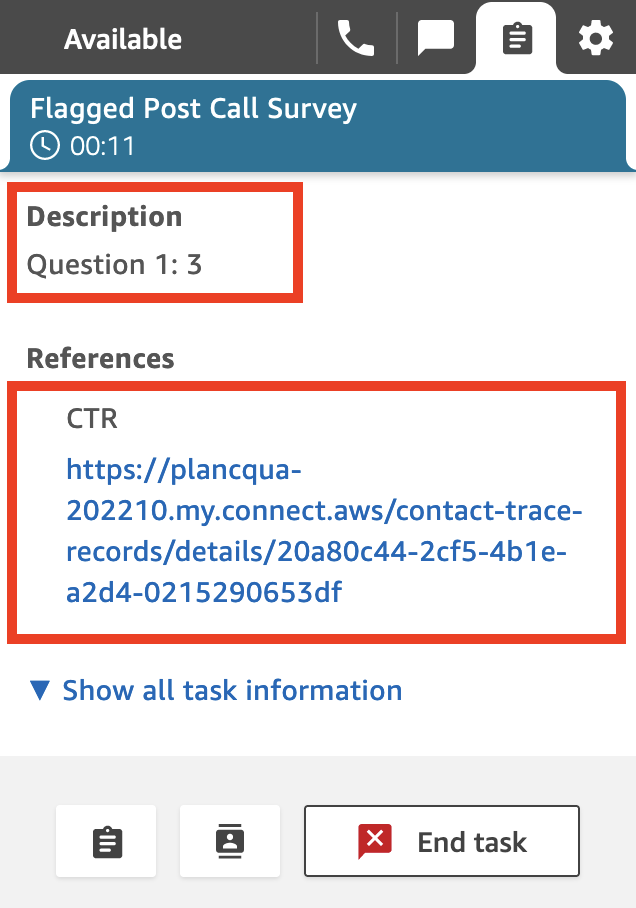 Available
Flagged Post Call Survey
00:11
Description
Question 1: 3
References
CTR
https://plancqua-
202210.my.connect.aws/contact-trace-
records/details/20a80c44-2cf5-4b1e-
a2d4-0215290653df
▼ Show all task information
End task